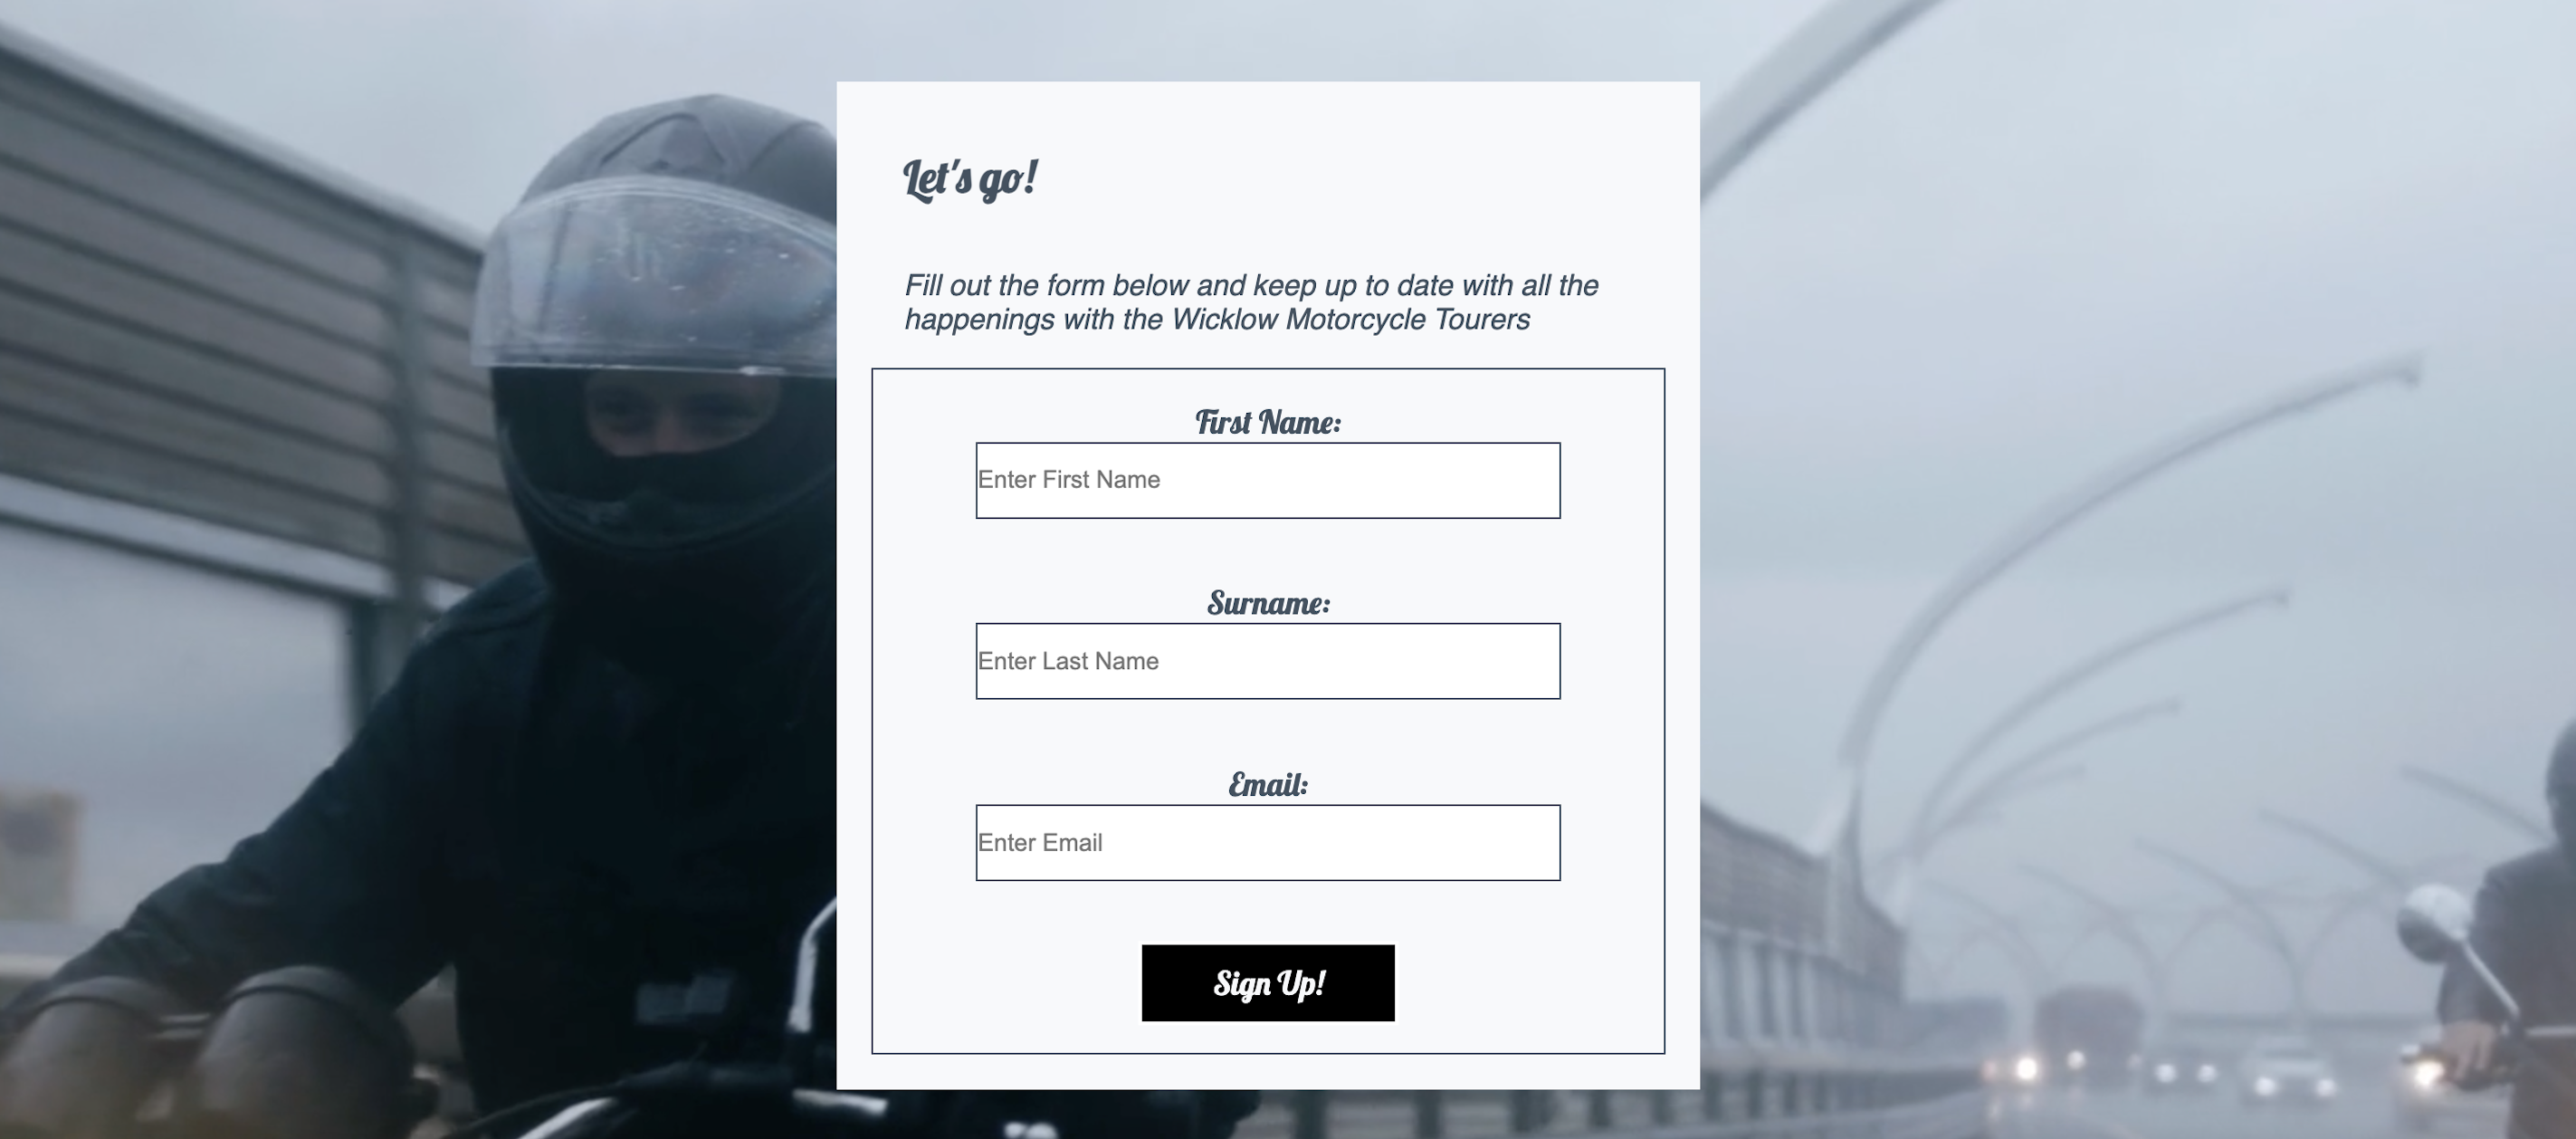 Let's go!
Fill out the form below and keep up to date with all the
happenings with the Wicklow Motorcycle Tourers
First Name:
Enter First Name
Surname:
Enter Last Name
Email:
Enter Email
Sign Up!